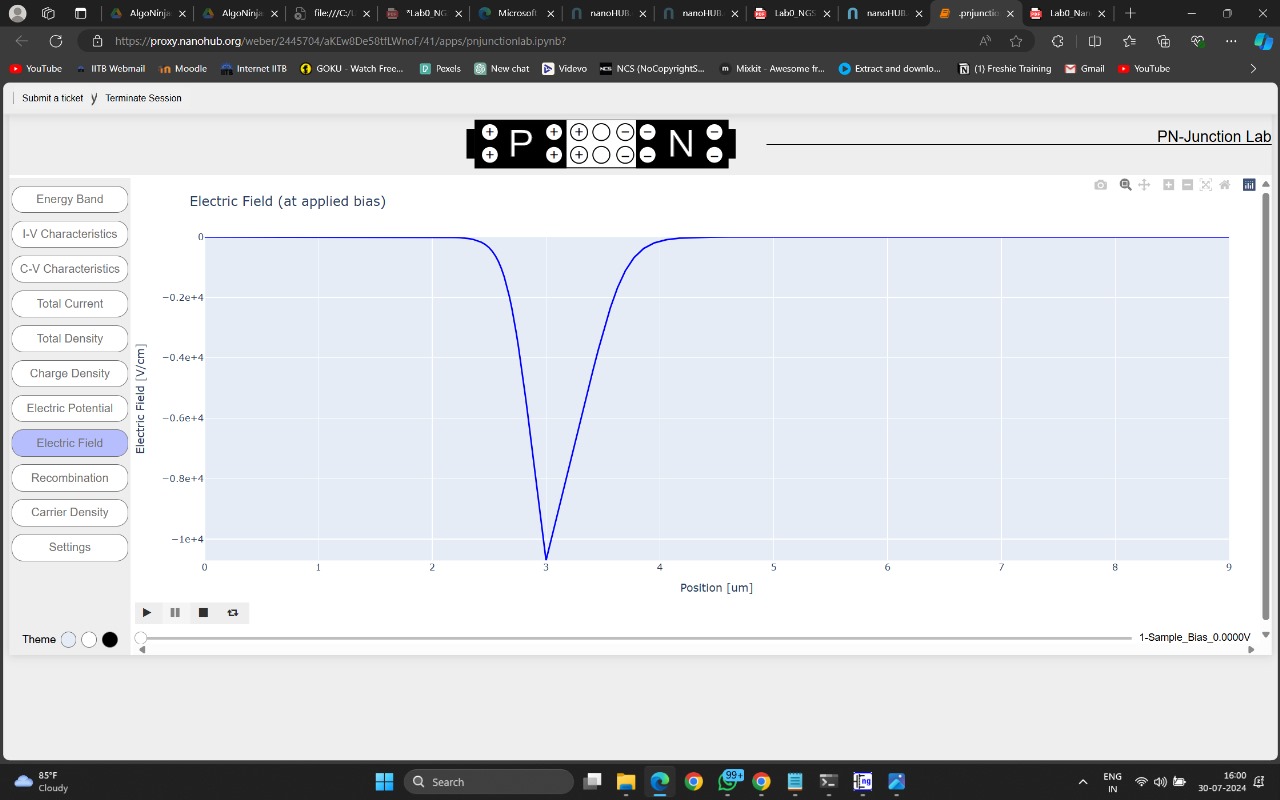 AlgoNinja
AlgoNinja
file:///C:/L
*Lab0_NG
Microsoft
nanoHUB.
nanoHUB.
Lab0_NGS
nanoHUB.
.pnjunctio
Lab0_Nan
https://proxy.nanohub.org/weber/2445704/aKEw8De58tfLWnoF/41/apps/pnjunctionlab.ipynb?
YouTube
IITB Webmail
Moodle
Internet IITB
GOKU - Watch Free...
Pexels
New chat
Videvo
NCS (NoCopyrightS...
Mixkit - Awesome fr...
Extract and downlo...
(1) Freshie Training
Gmail
YouTube
Submit a ticket
Terminate Session
P
N
PN-Junction Lab
Energy Band
I-V Characteristics
C-V Characteristics
Total Current
Total Density
Charge Density
Electric Potential
Electric Field
Recombination
Carrier Density
Settings
Theme
Electric Field (at applied bias)
Electric Field [V/cm]
0
−0.2e+4
−0.4e+4
−0.6e+4
−0.8e+4
−1e+4
0 1 2 3 4 5 6 7 8 9
Position [um]
1-Sample_Bias_0.0000V
85°F
Cloudy
Search
99+
ENG
IN
16:00
30-07-2024